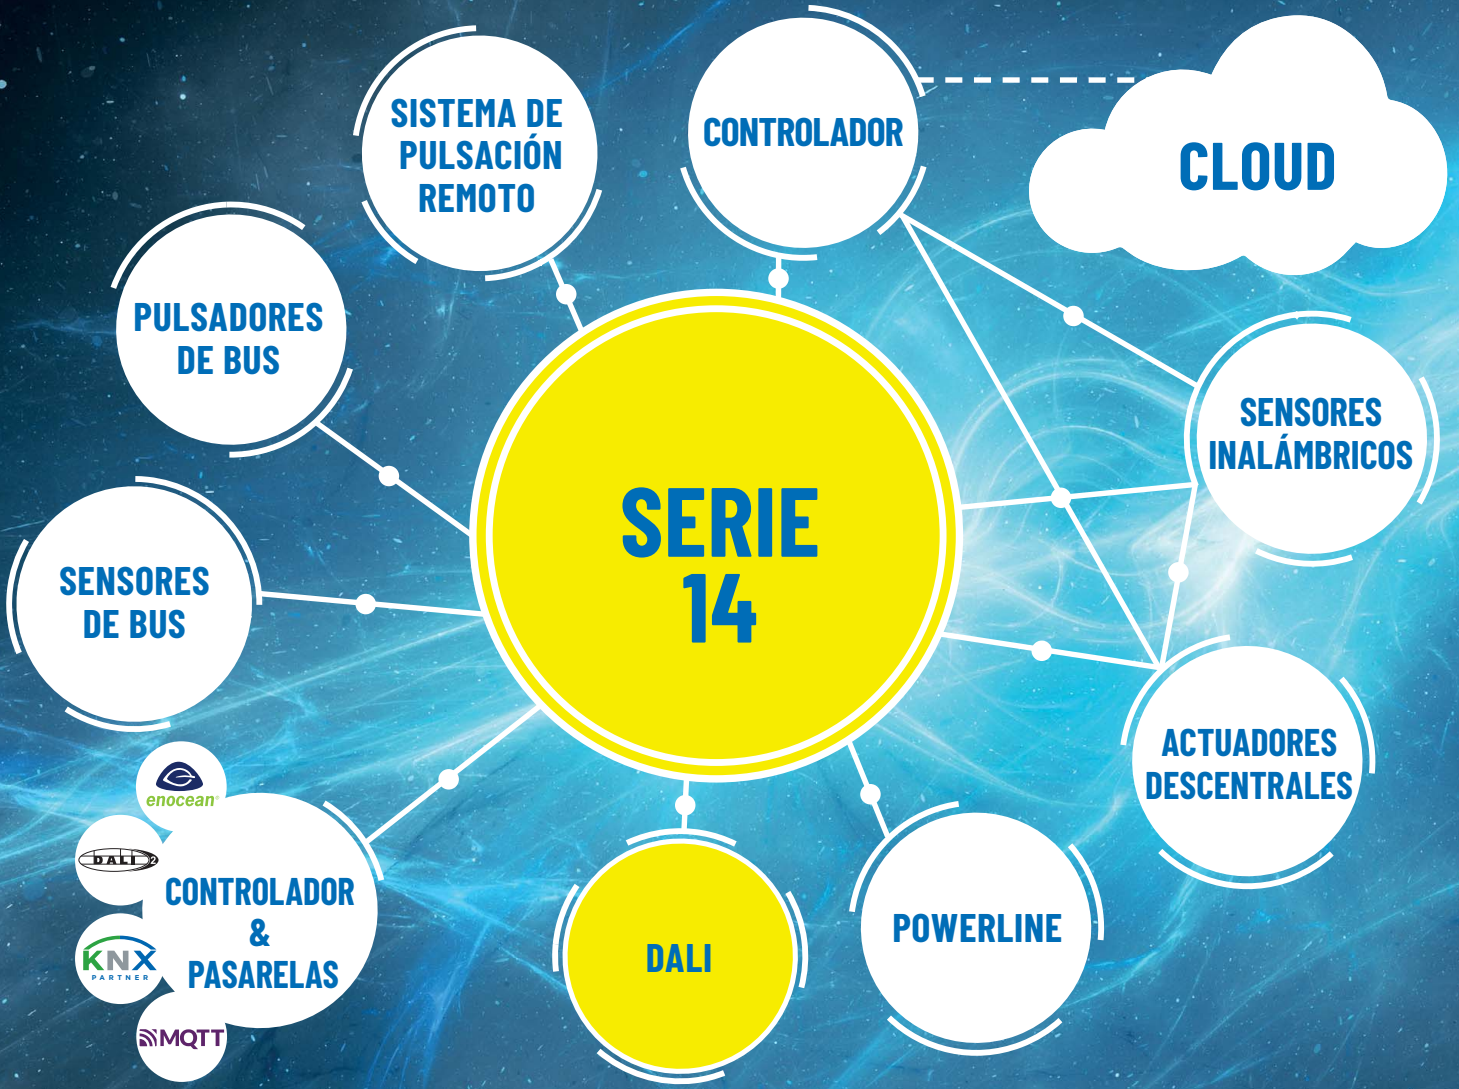 SISTEMA DE
PULSACIÓN
REMOTO
CONTROLADOR
CLOUD
PULSADORES
DE BUS
SENSORES
INALÁMBRICOS
SERIE
14
SENSORES
DE BUS
ACTUADORES
DESCENTRALES
enocean®
DALI 2
CONTROLADOR
&
PASARELAS
KNX
PARTNER
MQTT
DALI
POWERLINE